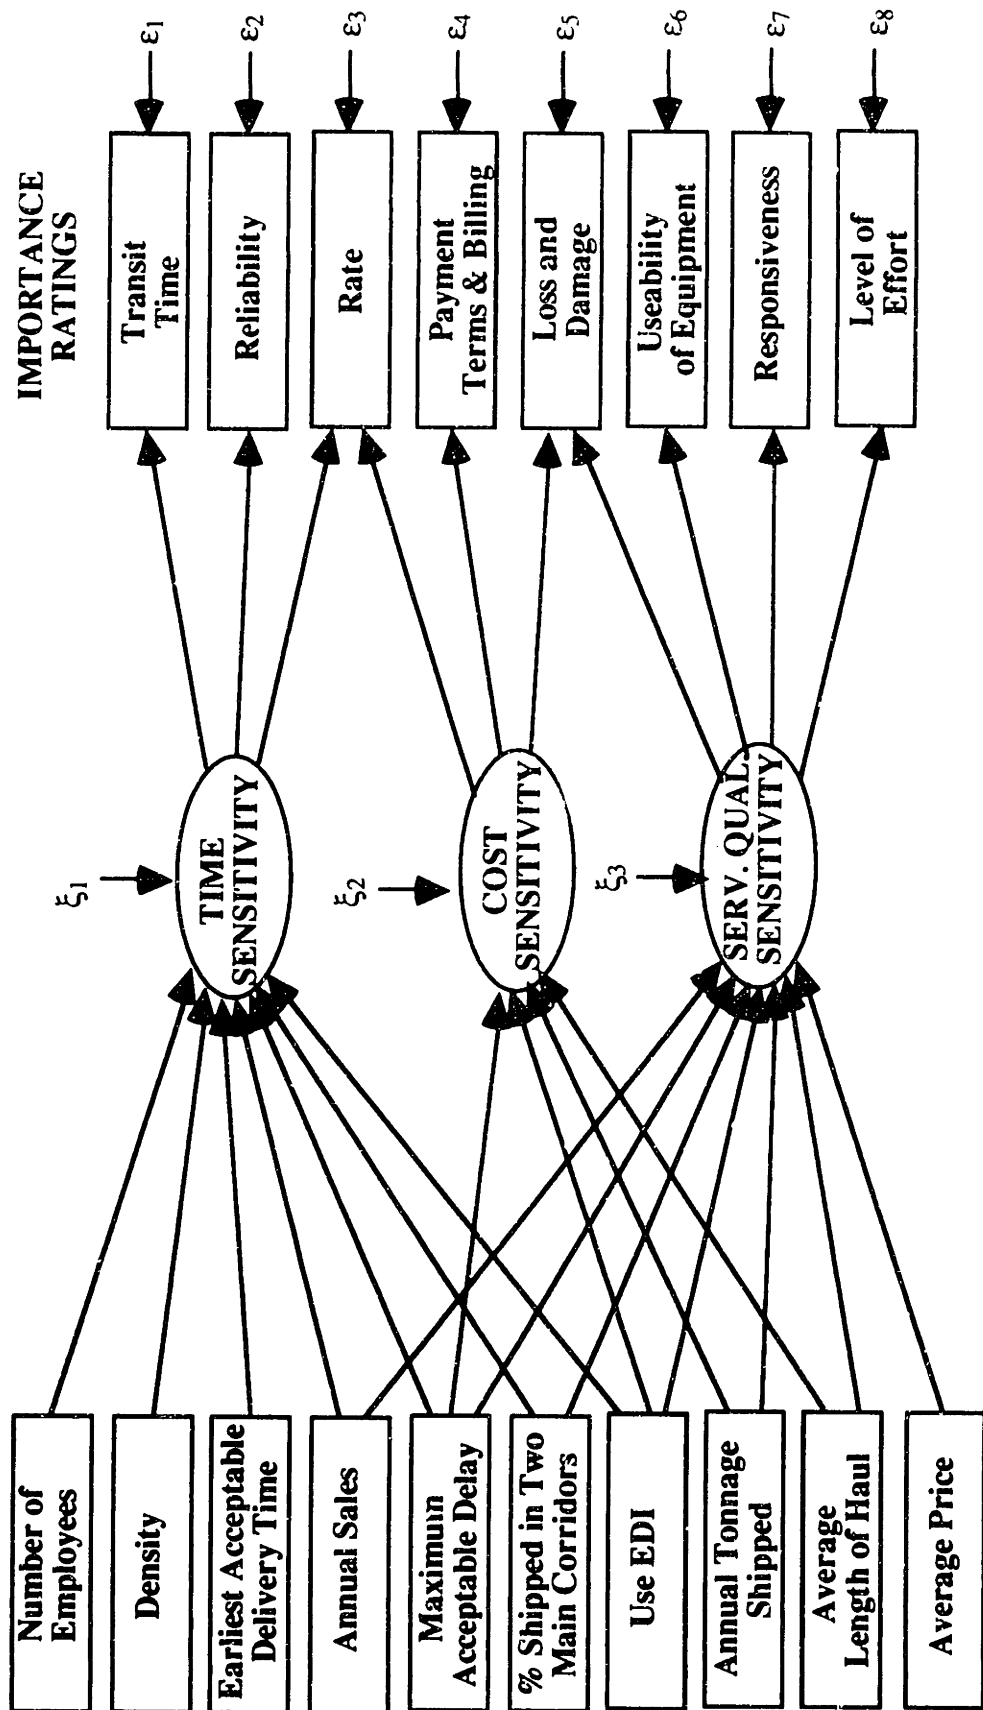 Number of
Employees
Density
Earliest Acceptable
Delivery Time
Annual Sales
Maximum
Acceptable Delay
% Shipped in Two
Main Corridors
Use EDI
Annual Tonnage
Shipped
Average
Length of Haul
Average Price
ξ1
TIME
SENSITIVITY
ξ2
COST
SENSITIVITY
ξ3
SERV. QUAL.
SENSITIVITY
IMPORTANCE
RATINGS
Transit
Time
Reliability
Rate
Payment
Terms & Billing
Loss and
Damage
Useability
of Equipment
Responsiveness
Level of
Effort
ε1
ε2
ε3
ε4
ε5
ε6
ε7
ε8